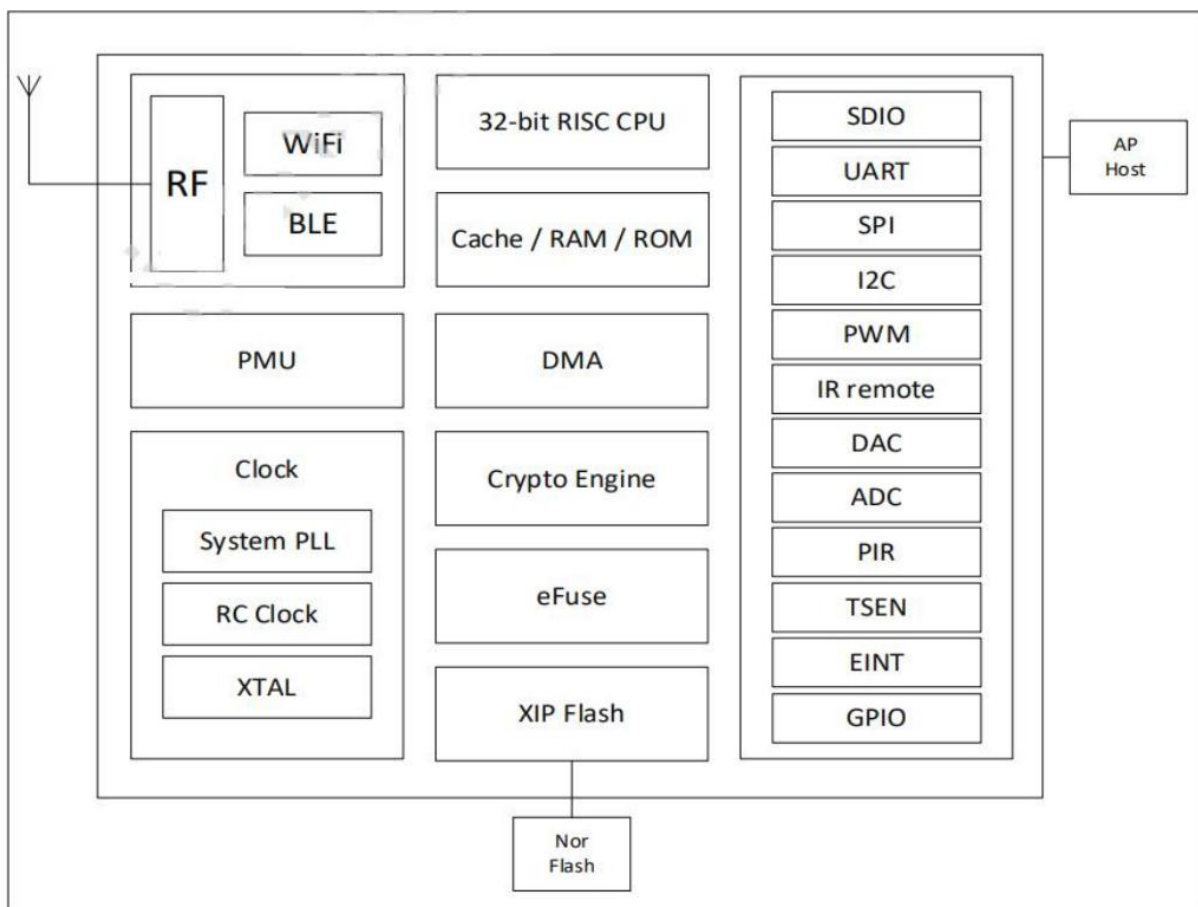 RF
WiFi
BLE
PMU
Clock
System PLL
RC Clock
XTAL
32-bit RISC CPU
Cache / RAM / ROM
DMA
Crypto Engine
eFuse
XIP Flash
SDIO
UART
SPI
I2C
PWM
IR remote
DAC
ADC
PIR
TSEN
EINT
GPIO
AP
Host
Nor
Flash